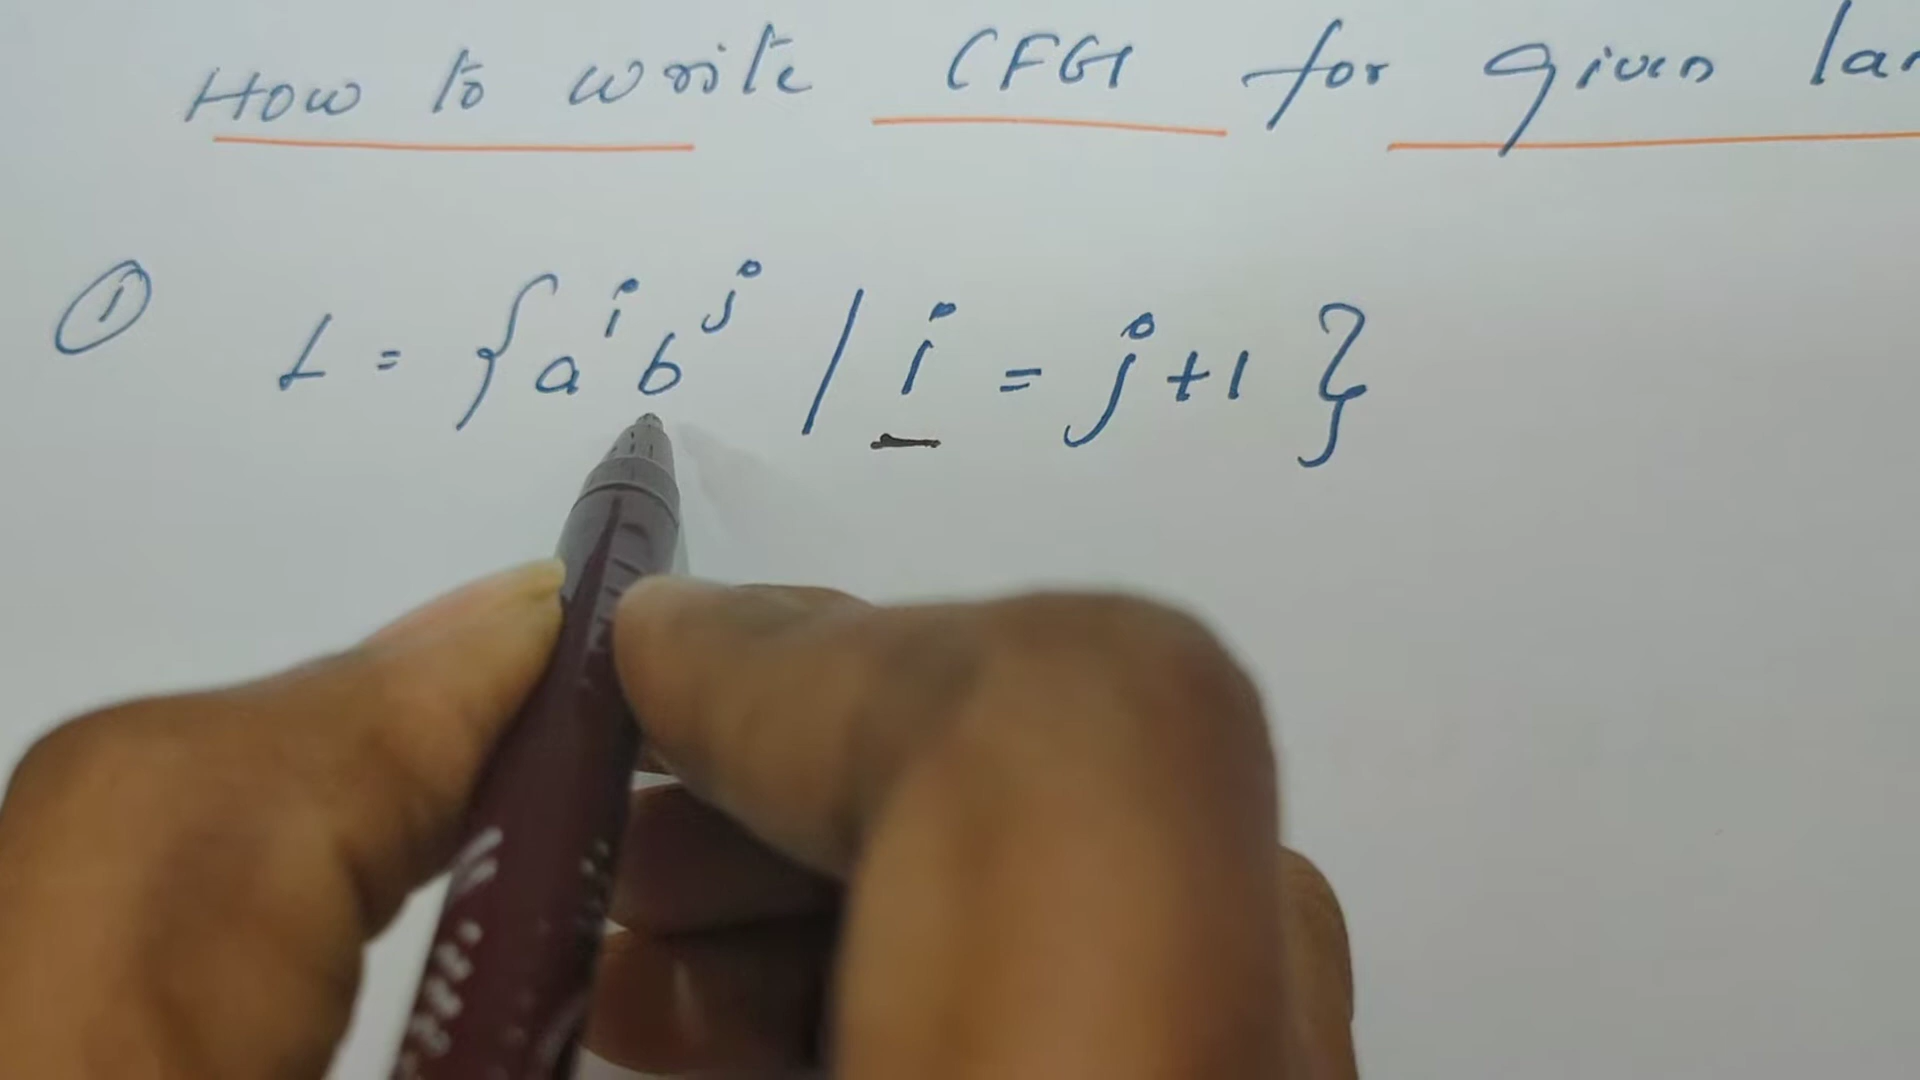 How to write CFG for given lan
① L = { a^i b^j / i = j + 1 }